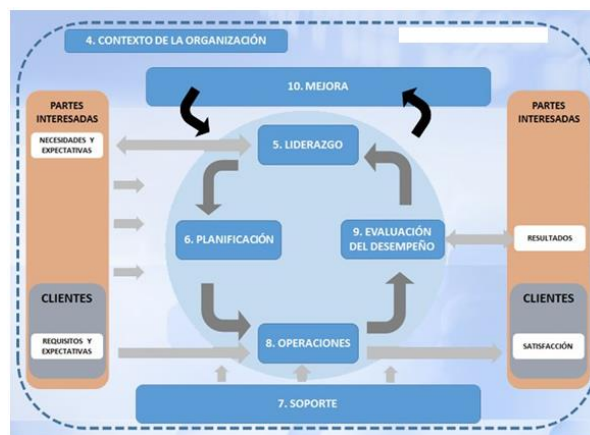 4. CONTEXTO DE LA ORGANIZACIÓN
10. MEJORA
PARTES
INTERESADAS
NECESIDADES Y
EXPECTATIVAS
CLIENTES
REQUISITOS Y
EXPECTATIVAS
5. LIDERAZGO
6. PLANIFICACIÓN
9. EVALUACIÓN
DEL DESEMPEÑO
8. OPERACIONES
7. SOPORTE
PARTES
INTERESADAS
RESULTADOS
CLIENTES
SATISFACCIÓN